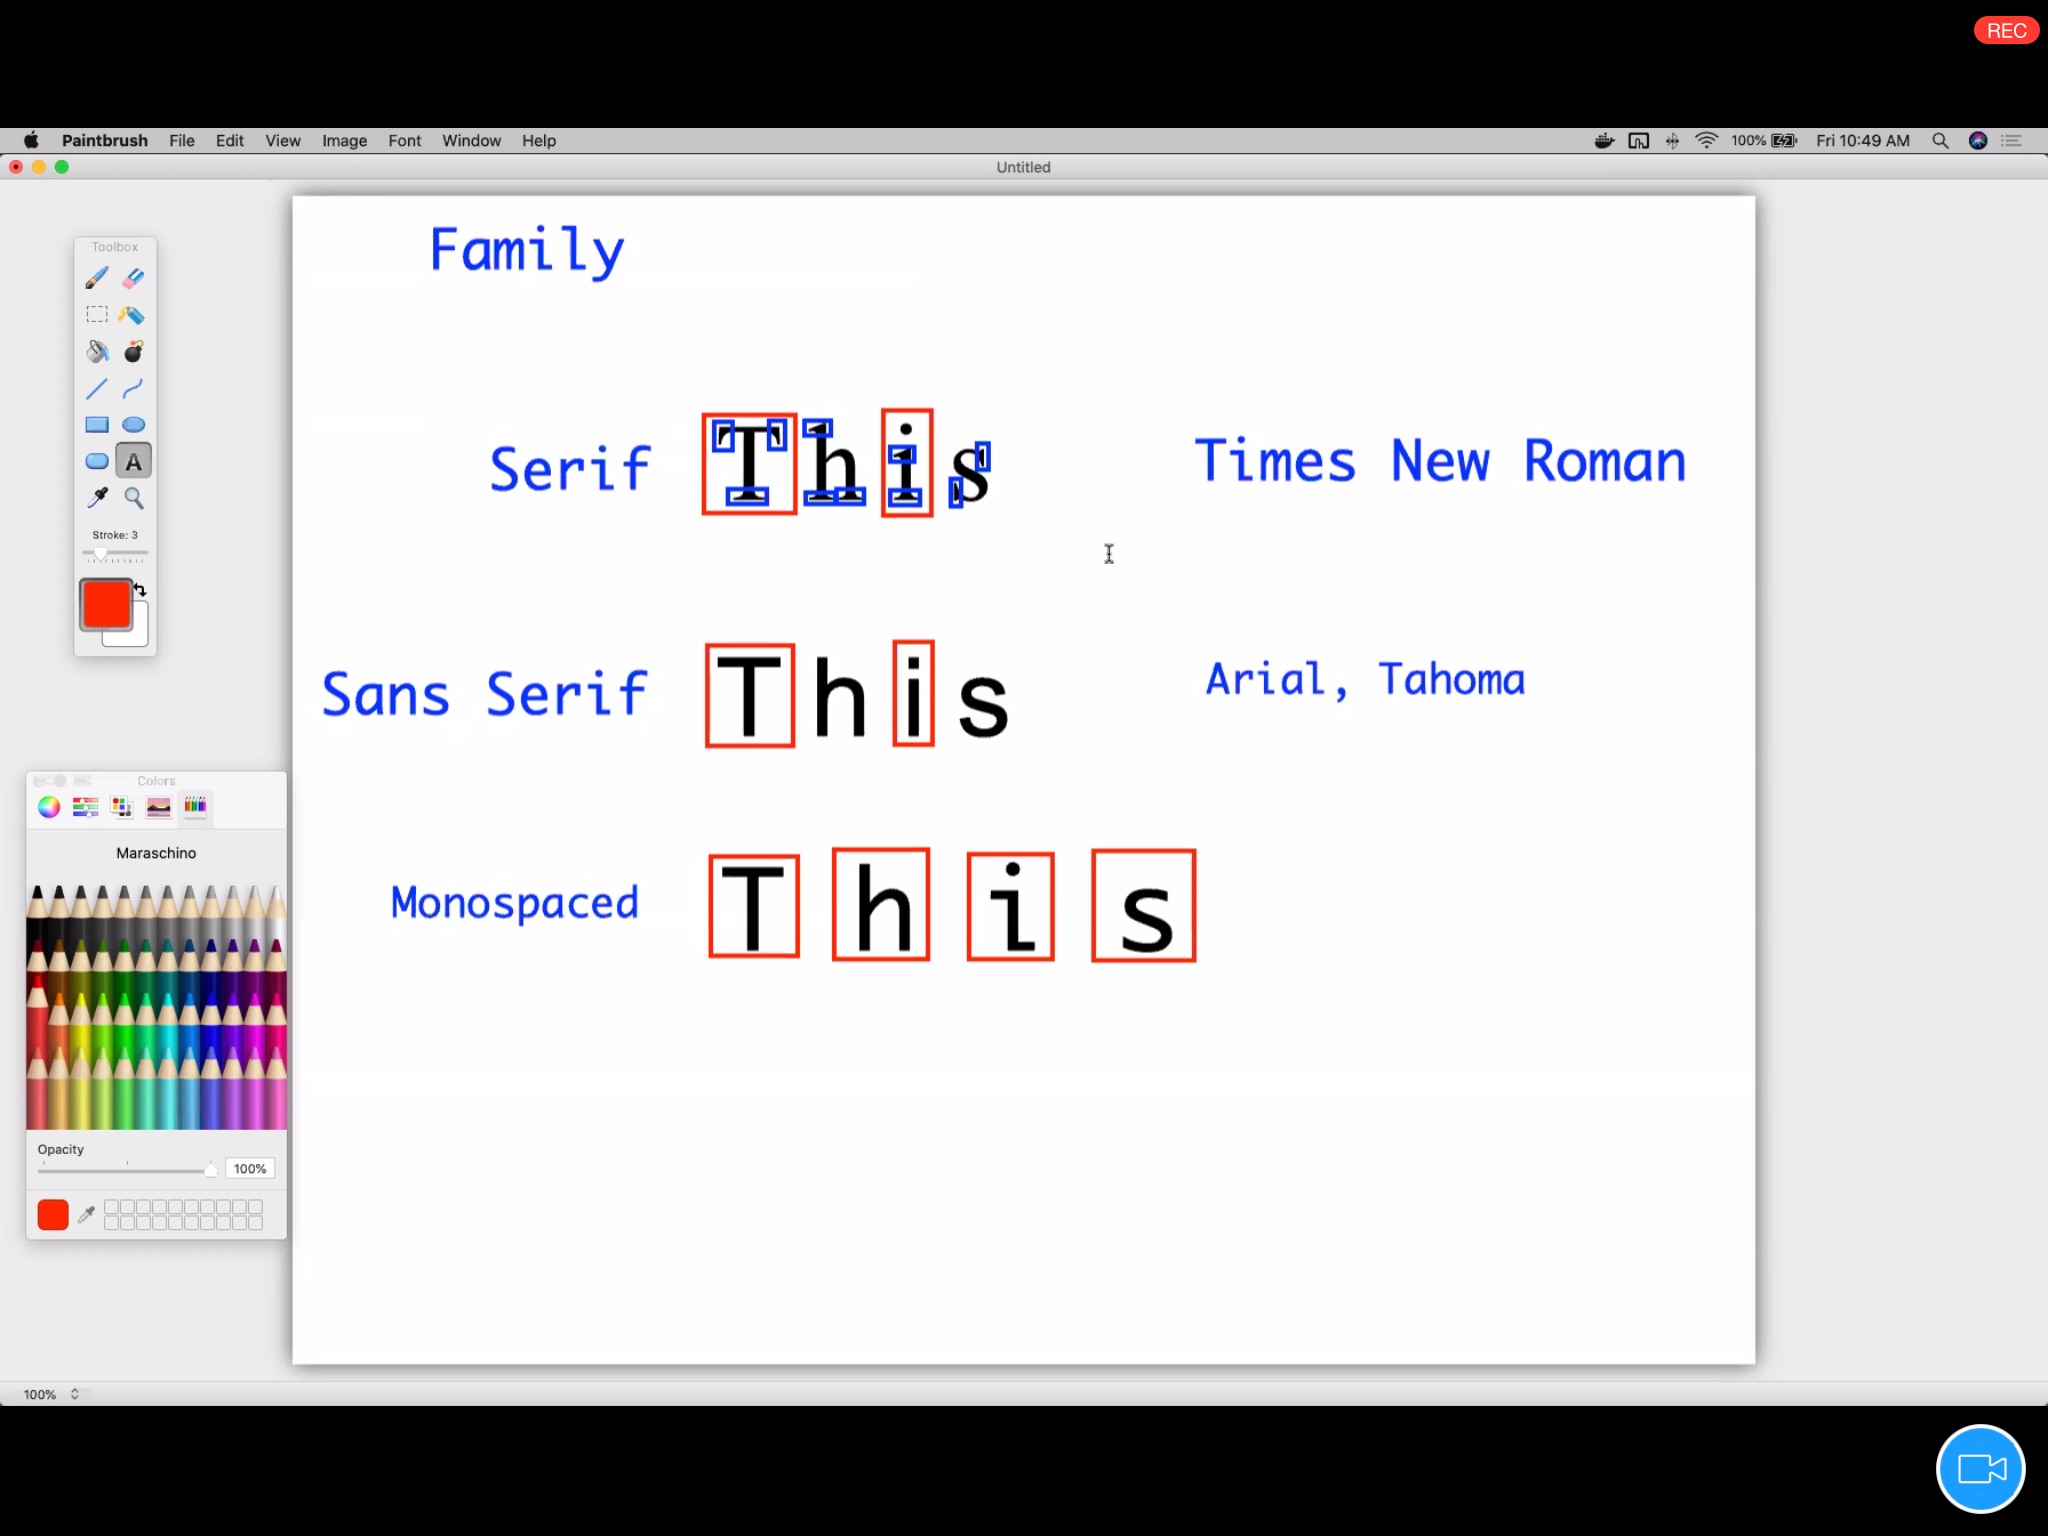 REC
Paintbrush File Edit View Image Font Window Help 100% Fri 10:49 AM
Untitled
Toolbox
A
Stroke: 3
Family
Serif This Times New Roman
Sans Serif This Arial, Tahoma
Colors
Maraschino
Monospaced This
Opacity
100%
100%